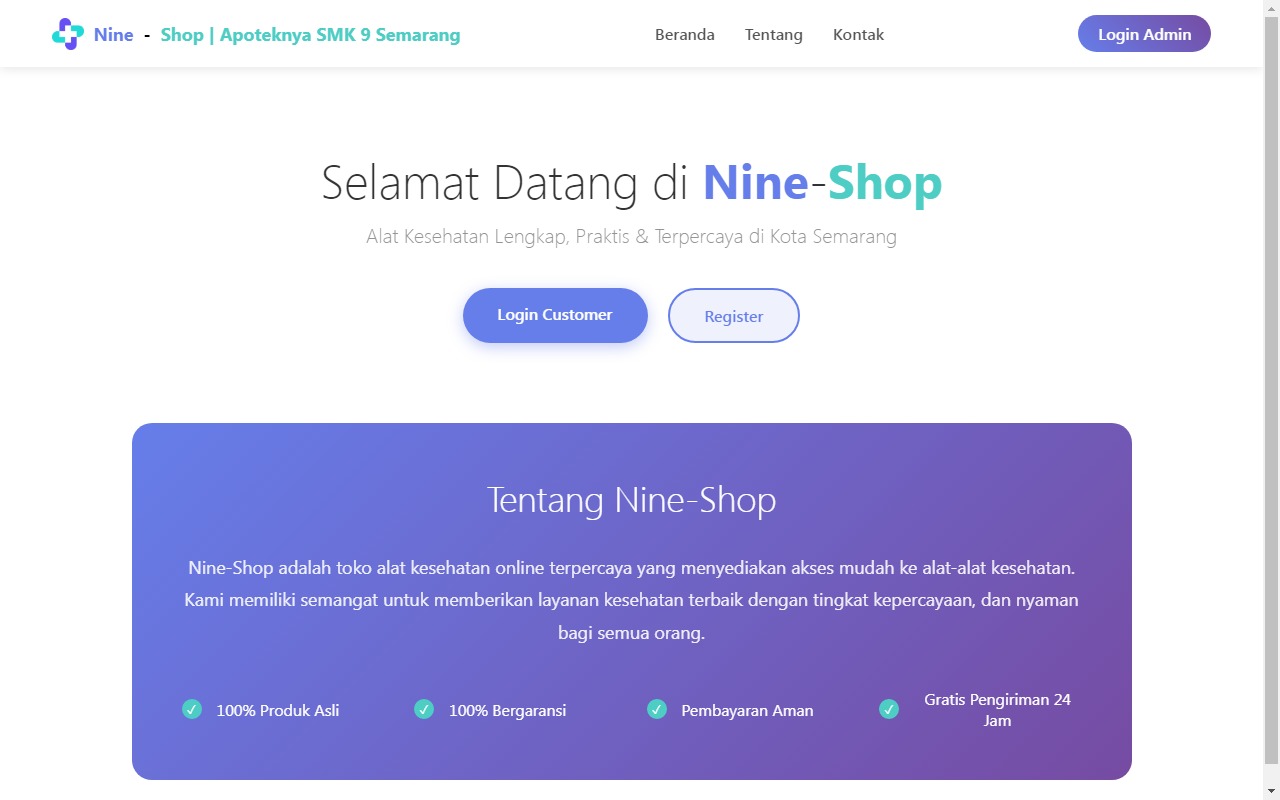 Nine - Shop | Apoteknya SMK 9 Semarang
Beranda
Tentang
Kontak
Login Admin
Selamat Datang di Nine-Shop
Alat Kesehatan Lengkap, Praktis & Terpercaya di Kota Semarang
Login Customer
Register
Tentang Nine-Shop
Nine-Shop adalah toko alat kesehatan online terpercaya yang menyediakan akses mudah ke alat-alat kesehatan.
Kami memiliki semangat untuk memberikan layanan kesehatan terbaik dengan tingkat kepercayaan, dan nyaman
bagi semua orang.
✓ 100% Produk Asli
✓ 100% Bergaransi
✓ Pembayaran Aman
✓ Gratis Pengiriman 24
Jam